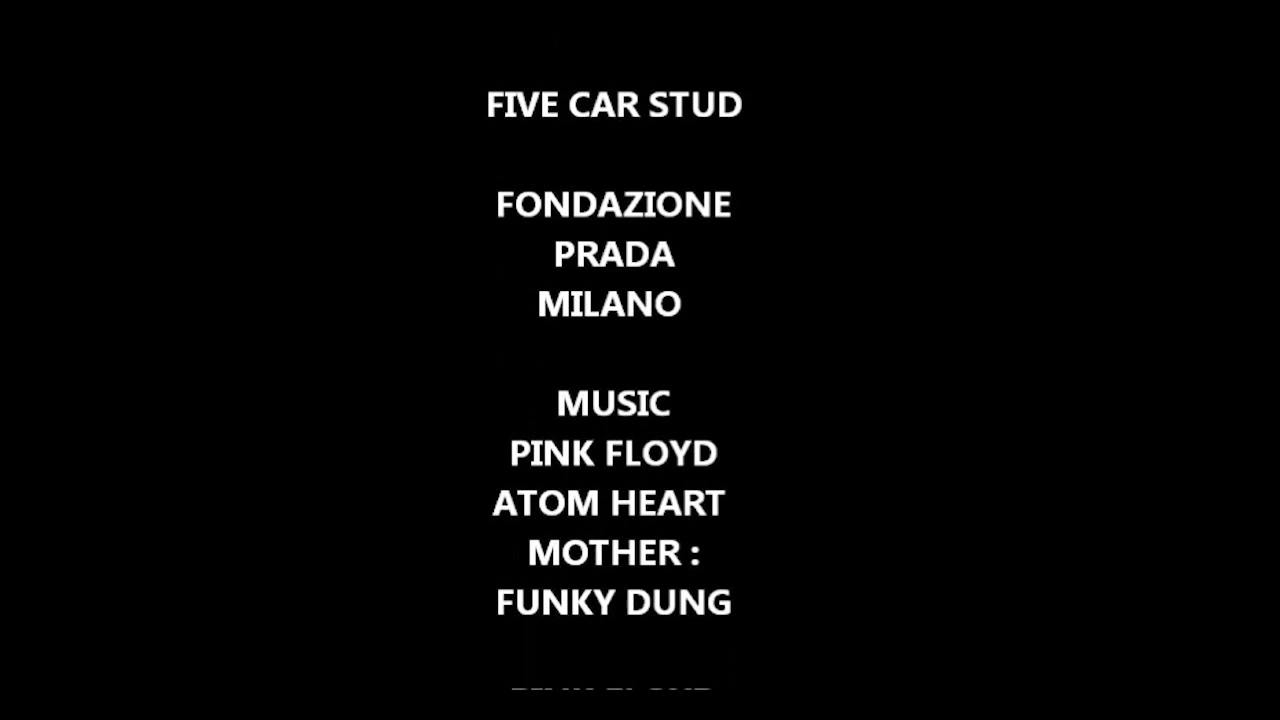 FIVE CAR STUD
FONDAZIONE
PRADA
MILANO
MUSIC
PINK FLOYD
ATOM HEART
MOTHER :
FUNKY DUNG